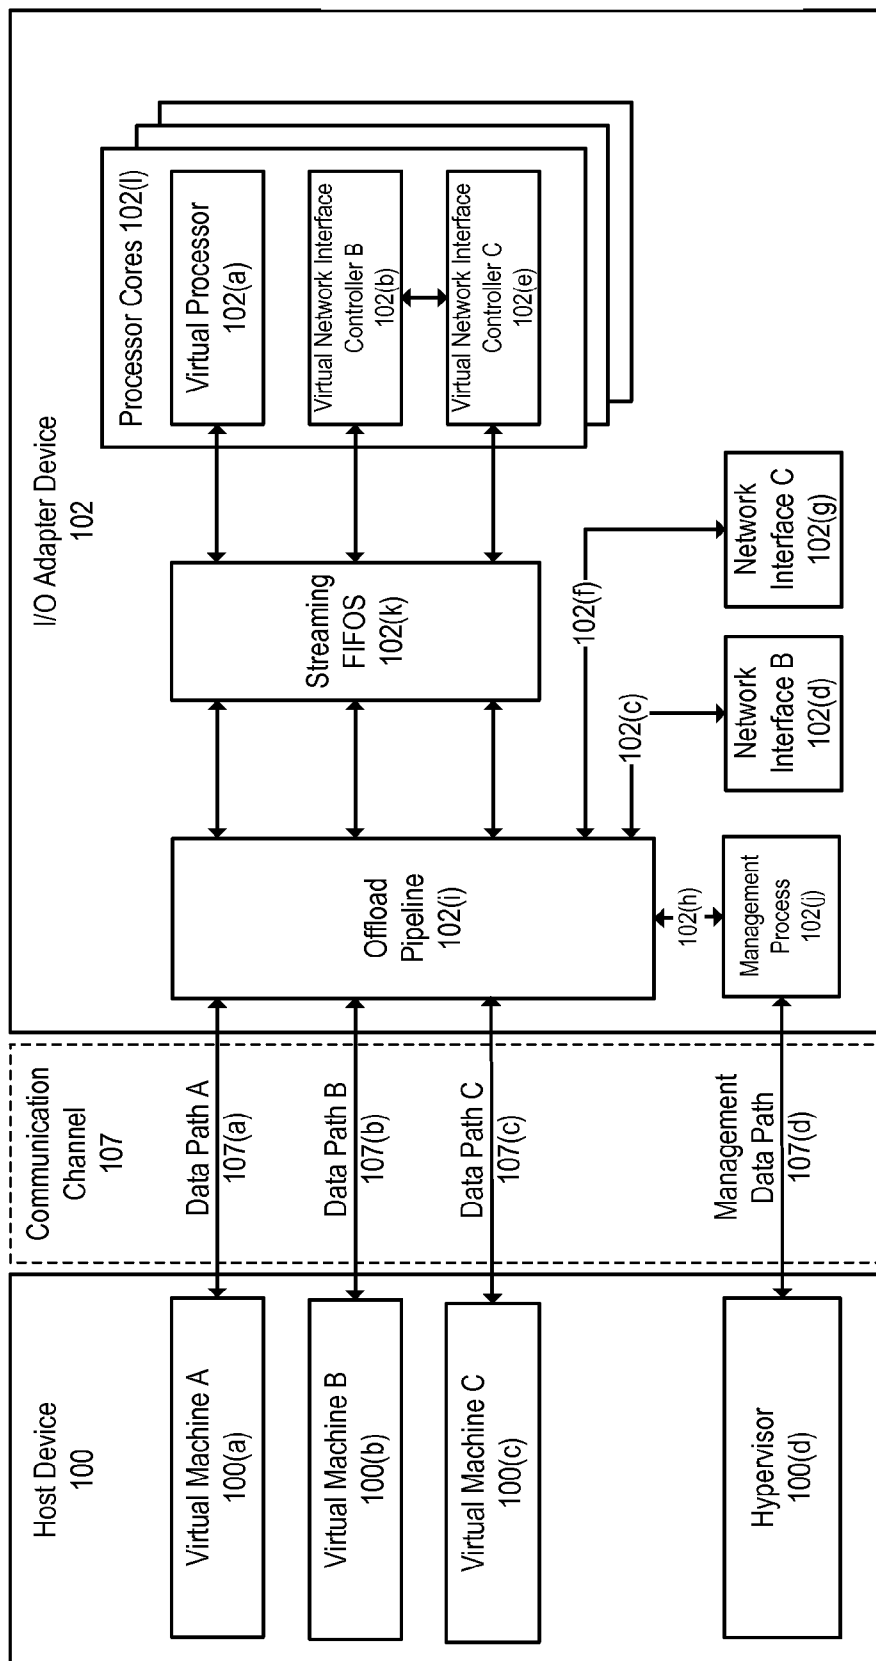 Host Device
100
Virtual Machine A
100(a)
Virtual Machine B
100(b)
Virtual Machine C
100(c)
Hypervisor
100(d)
Communication
Channel
107
Data Path A
107(a)
Data Path B
107(b)
Data Path C
107(c)
Management
Data Path
107(d)
I/O Adapter Device
102
Offload
Pipeline
102(i)
Management
Process
102(j)
102(h)
Streaming
FIFOS
102(k)
102(c)
102(f)
Network
Interface B
102(d)
Network
Interface C
102(g)
Processor Cores 102(l)
Virtual Processor
102(a)
Virtual Network Interface
Controller B
102(b)
Virtual Network Interface
Controller C
102(e)